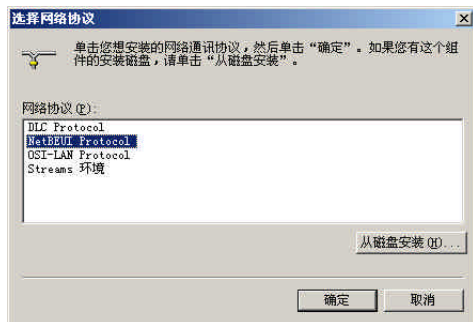 选择网络协议
单击您想安装的网络通讯协议，然后单击“确定”。如果您有这个组
件的安装磁盘，请单击“从磁盘安装”。
网络协议(P):
DLC Protocol
NetBEUI Protocol
OSI-LAN Protocol
Streams 环境
从磁盘安装(H)...
确定
取消